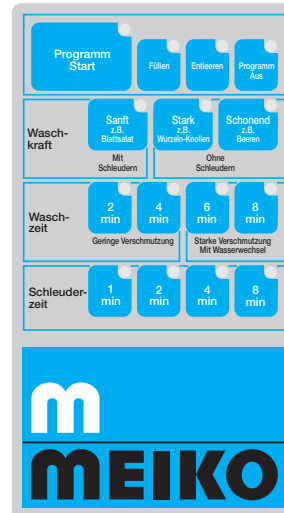 Programm
Start
Füllen
Entleeren
Programm
Aus
Wasch-
kraft
Sanft
z.B.
Blattsalat
Stark
z.B.
Wurzeln-Knollen
Schonend
z.B.
Beeren
Mit
Schleudern
Ohne
Schleudern
Wasch-
zeit
2
min
4
min
6
min
8
min
Geringe Verschmutzung
Starke Verschmutzung
Mit Wasserwechsel
Schleuder-
zeit
1
min
2
min
4
min
8
min
m
MEIKO